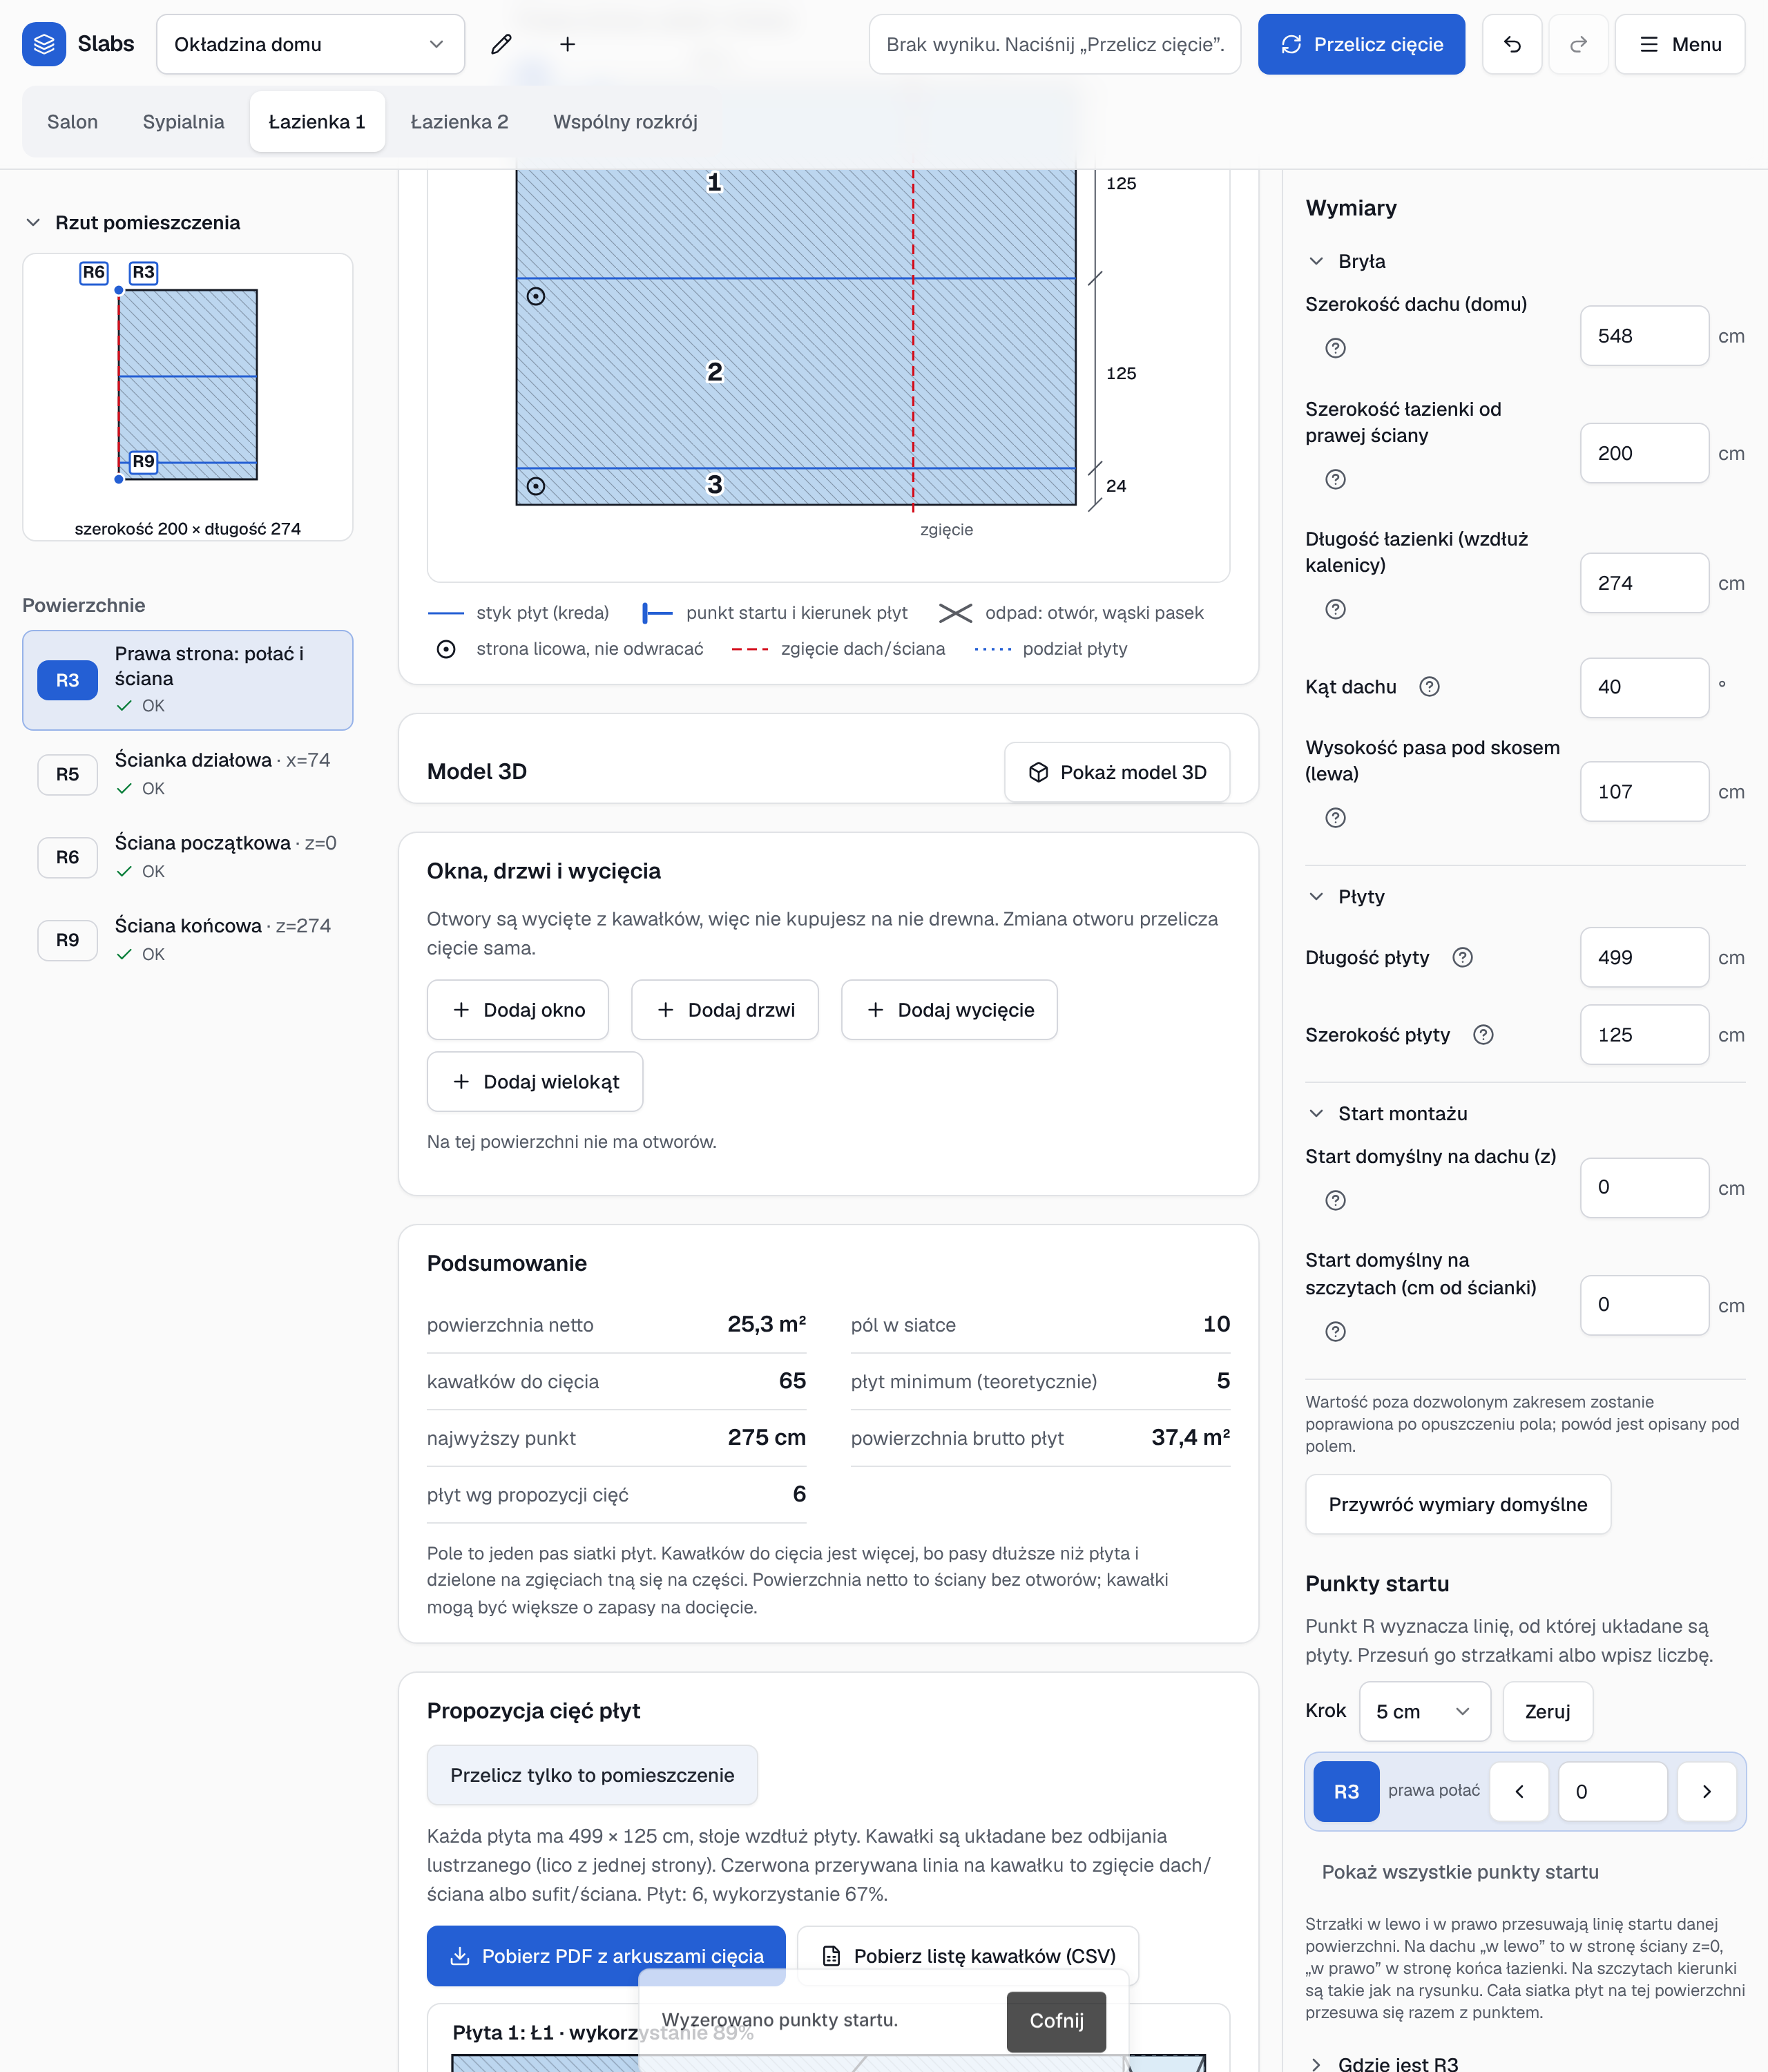 Slabs
Okładzina domu
Brak wyniku. Naciśnij „Przelicz cięcie”.
Przelicz cięcie
Menu
Salon
Sypialnia
Łazienka 1
Łazienka 2
Wspólny rozkrój
Rzut pomieszczenia
R6
R3
R9
szerokość 200 × długość 274
Powierzchnie
R3
Prawa strona: połać i
ściana
OK
R5
Ścianka działowa · x=74
OK
R6
Ściana początkowa · z=0
OK
R9
Ściana końcowa · z=274
OK
1
125
2
125
3
24
zgięcie
styk płyt (kreda)
punkt startu i kierunek płyt
odpad: otwór, wąski pasek
strona licowa, nie odwracać
zgięcie dach/ściana
podział płyty
Model 3D
Pokaż model 3D
Okna, drzwi i wycięcia
Otwory są wycięte z kawałków, więc nie kupujesz na nie drewna. Zmiana otworu przelicza
cięcie sama.
Dodaj okno
Dodaj drzwi
Dodaj wycięcie
Dodaj wielokąt
Na tej powierzchni nie ma otworów.
Podsumowanie
powierzchnia netto 25,3 m²
pól w siatce 10
kawałków do cięcia 65
płyt minimum (teoretycznie) 5
najwyższy punkt 275 cm
powierzchnia brutto płyt 37,4 m²
płyt wg propozycji cięć 6
Pole to jeden pas siatki płyt. Kawałków do cięcia jest więcej, bo pasy dłuższe niż płyta i
dzielone na zgięciach tną się na części. Powierzchnia netto to ściany bez otworów; kawałki
mogą być większe o zapasy na docięcie.
Propozycja cięć płyt
Przelicz tylko to pomieszczenie
Każda płyta ma 499 × 125 cm, słoje wzdłuż płyty. Kawałki są układane bez odbijania
lustrzanego (lico z jednej strony). Czerwona przerywana linia na kawałku to zgięcie dach/
ściana albo sufit/ściana. Płyt: 6, wykorzystanie 67%.
Pobierz PDF z arkuszami cięcia
Pobierz listę kawałków (CSV)
Płyta 1: Ł1 · wykorzystanie 89%
Wyzerowano punkty startu.
Cofnij
Wymiary
Bryła
Szerokość dachu (domu)
548 cm
Szerokość łazienki od
prawej ściany
200 cm
Długość łazienki (wzdłuż
kalenicy)
274 cm
Kąt dachu
40 °
Wysokość pasa pod skosem
(lewa)
107 cm
Płyty
Długość płyty
499 cm
Szerokość płyty
125 cm
Start montażu
Start domyślny na dachu (z)
0 cm
Start domyślny na
szczytach (cm od ścianki)
0 cm
Wartość poza dozwolonym zakresem zostanie
poprawiona po opuszczeniu pola; powód jest opisany pod
polem.
Przywróć wymiary domyślne
Punkty startu
Punkt R wyznacza linię, od której układane są
płyty. Przesuń go strzałkami albo wpisz liczbę.
Krok
5 cm
Zeruj
R3
prawa połać
0
Pokaż wszystkie punkty startu
Strzałki w lewo i w prawo przesuwają linię startu danej
powierzchni. Na dachu „w lewo” to w stronę ściany z=0,
„w prawo” w stronę końca łazienki. Na szczytach kierunki
są takie jak na rysunku. Cała siatka płyt na tej powierzchni
przesuwa się razem z punktem.
Gdzie jest R3